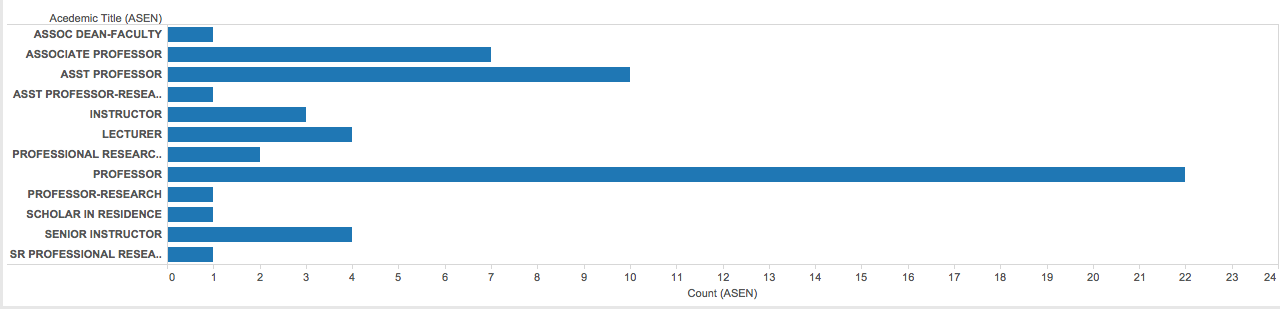 Acedemic Title (ASEN)
ASSOC DEAN-FACULTY
ASSOCIATE PROFESSOR
ASST PROFESSOR
ASST PROFESSOR-RESEA..
INSTRUCTOR
LECTURER
PROFESSIONAL RESEARC..
PROFESSOR
PROFESSOR-RESEARCH
SCHOLAR IN RESIDENCE
SENIOR INSTRUCTOR
SR PROFESSIONAL RESEA..
0 1 2 3 4 5 6 7 8 9 10 11 12 13 14 15 16 17 18 19 20 21 22 23 24
Count (ASEN)